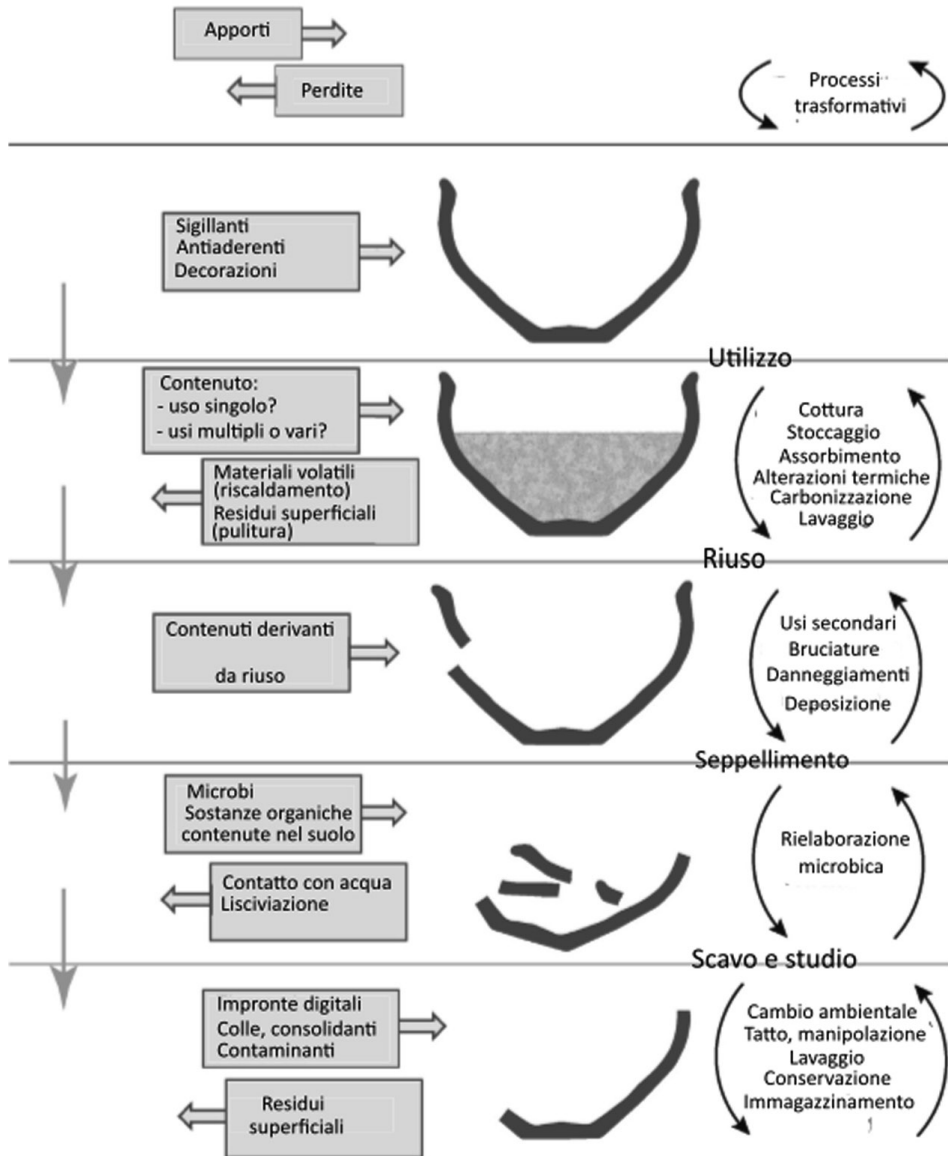 Apporti
Perdite
Processi
trasformativi
Sigillanti
Antiaderenti
Decorazioni
Utilizzo
Contenuto:
- uso singolo?
- usi multipli o vari?
Materiali volatili
(riscaldamento)
Residui superficiali
(pulitura)
Cottura
Stoccaggio
Assorbimento
Alterazioni termiche
Carbonizzazione
Lavaggio
Riuso
Contenuti derivanti
da riuso
Usi secondari
Bruciature
Danneggiamenti
Deposizione
Seppellimento
Microbi
Sostanze organiche
contenute nel suolo
Contatto con acqua
Lisciviazione
Rielaborazione
microbica
Scavo e studio
Impronte digitali
Colle, consolidanti
Contaminanti
Residui
superficiali
Cambio ambientale
Tatto, manipolazione
Lavaggio
Conservazione
Immagazzinamento